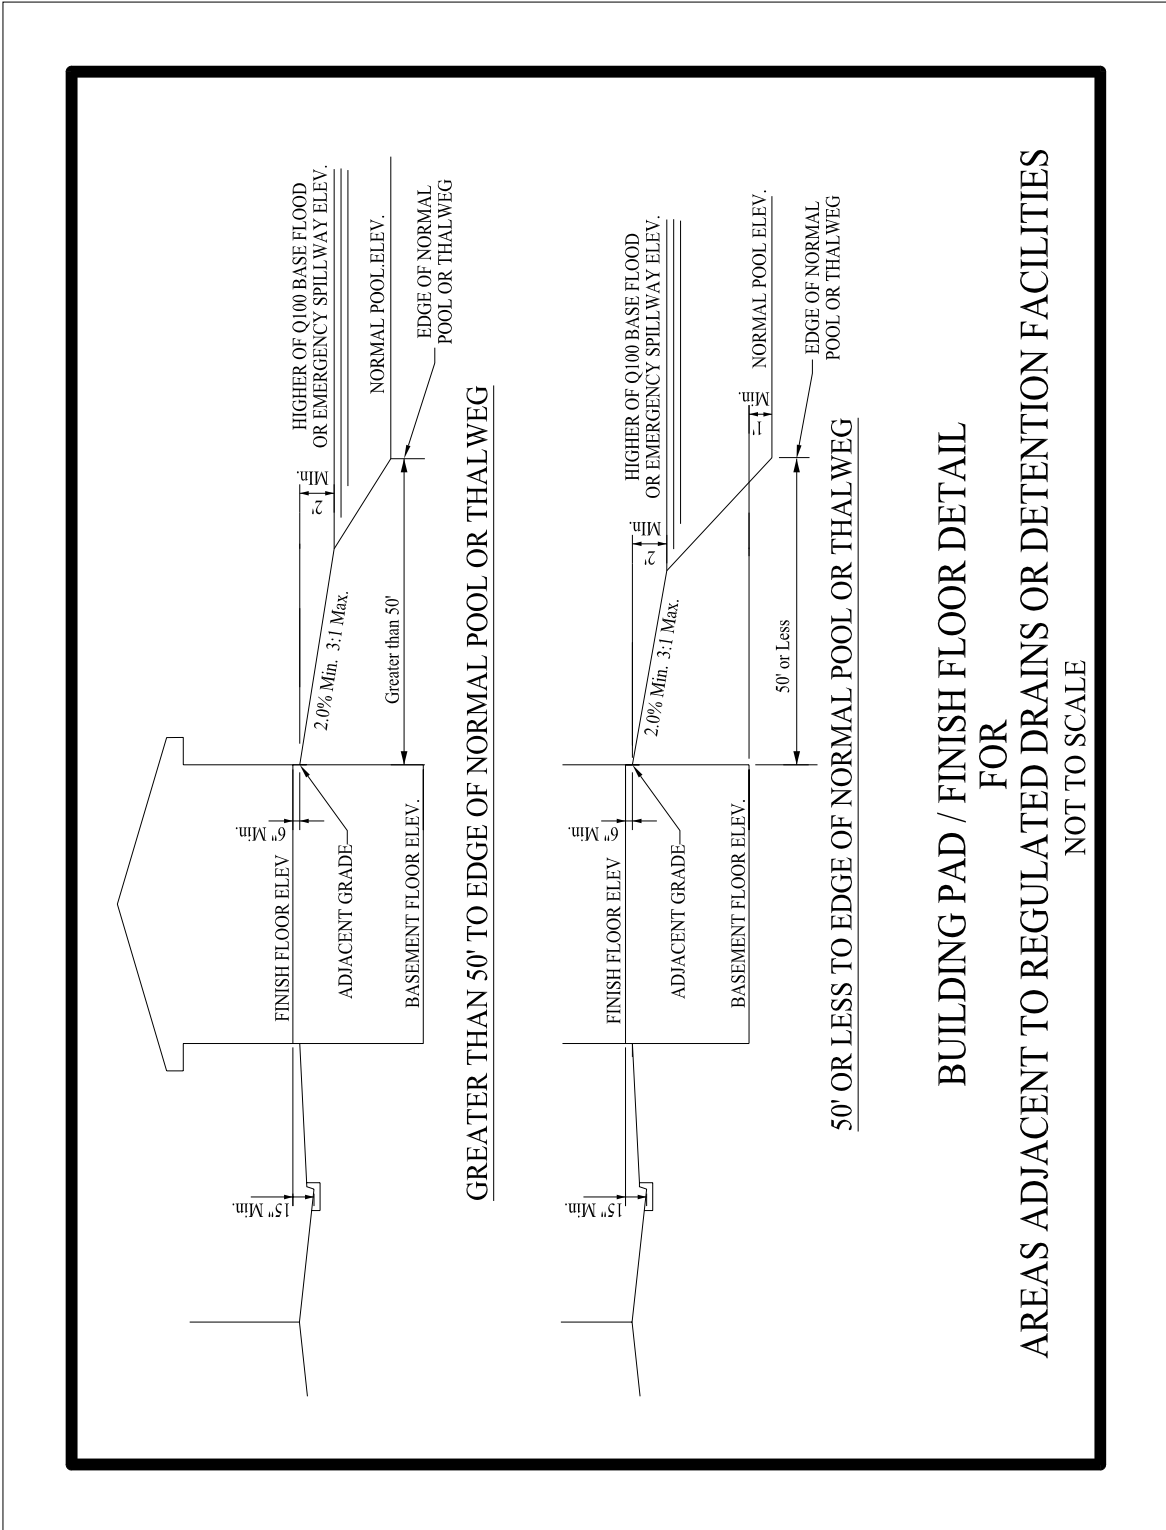 HIGHER OF Q100 BASE FLOOD
OR EMERGENCY SPILLWAY ELEV.
2'
MIn.
NORMAL POOL.ELEV.
EDGE OF NORMAL
POOL OR THALWEG
2.0% Min. 3:1 Max.
Greater than 50'
6" Min.
FINISH FLOOR ELEV
ADJACENT GRADE
BASEMENT FLOOR ELEV.
15" Min.
GREATER THAN 50' TO EDGE OF NORMAL POOL OR THALWEG
HIGHER OF Q100 BASE FLOOD
OR EMERGENCY SPILLWAY ELEV.
2'
MIn.
NORMAL POOL ELEV.
1'
Min.
EDGE OF NORMAL
POOL OR THALWEG
2.0% Min. 3:1 Max.
50' or Less
6" Min.
FINISH FLOOR ELEV
ADJACENT GRADE
BASEMENT FLOOR ELEV.
15" Min.
50' OR LESS TO EDGE OF NORMAL POOL OR THALWEG
BUILDING PAD / FINISH FLOOR DETAIL
FOR
AREAS ADJACENT TO REGULATED DRAINS OR DETENTION FACILITIES
NOT TO SCALE